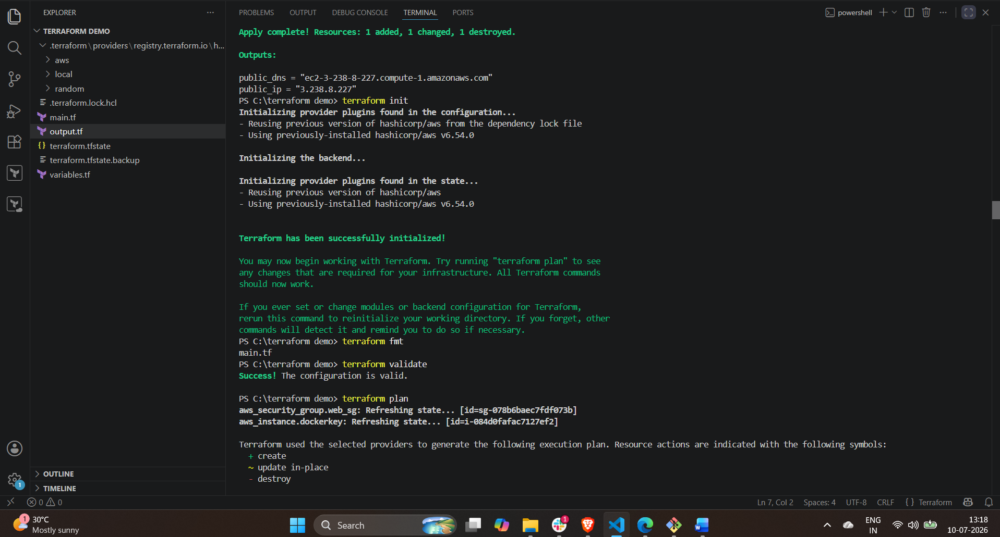 EXPLORER
TERRAFORM DEMO
.terraform\providers\registry.terraform.io\h...
aws
local
random
.terraform.lock.hcl
main.tf
output.tf
terraform.tfstate
terraform.tfstate.backup
variables.tf
OUTLINE
TIMELINE
PROBLEMS OUTPUT DEBUG CONSOLE TERMINAL PORTS
powershell
Apply complete! Resources: 1 added, 1 changed, 1 destroyed.
Outputs:
public_dns = "ec2-3-238-8-227.compute-1.amazonaws.com"
public_ip = "3.238.8.227"
PS C:\terraform demo> terraform init
Initializing provider plugins found in the configuration...
- Reusing previous version of hashicorp/aws from the dependency lock file
- Using previously-installed hashicorp/aws v6.54.0
Initializing the backend...
Initializing provider plugins found in the state...
- Reusing previous version of hashicorp/aws
- Using previously-installed hashicorp/aws v6.54.0
Terraform has been successfully initialized!
You may now begin working with Terraform. Try running "terraform plan" to see
any changes that are required for your infrastructure. All Terraform commands
should now work.
If you ever set or change modules or backend configuration for Terraform,
rerun this command to reinitialize your working directory. If you forget, other
commands will detect it and remind you to do so if necessary.
PS C:\terraform demo> terraform fmt
main.tf
PS C:\terraform demo> terraform validate
Success! The configuration is valid.
PS C:\terraform demo> terraform plan
aws_security_group.web_sg: Refreshing state... [id=sg-078b6baec7fdf073b]
aws_instance.dockerkey: Refreshing state... [id=i-084d0fafac7127ef2]
Terraform used the selected providers to generate the following execution plan. Resource actions are indicated with the following symbols:
+ create
~ update in-place
- destroy
1
0 0
Ln 7, Col 2 Spaces: 4 UTF-8 CRLF { } Terraform
1
30°C
Mostly sunny
Search
1
W
ENG
IN
13:18
10-07-2026